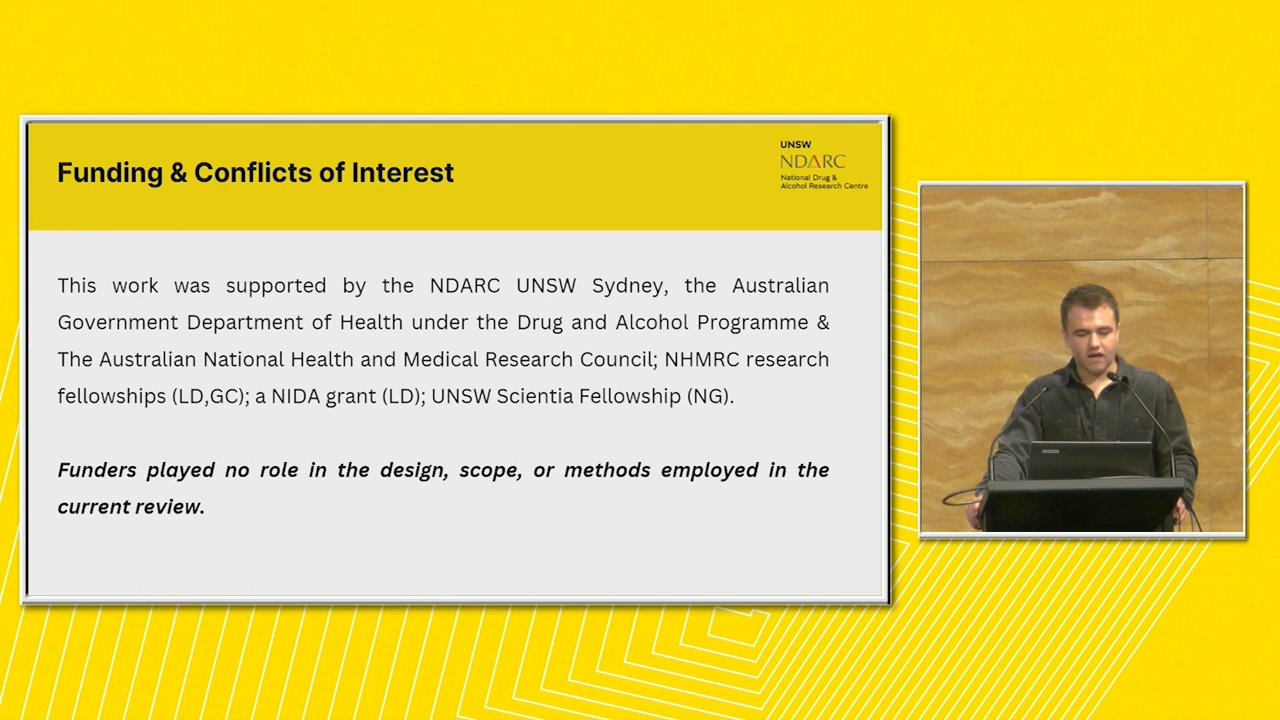 Funding & Conflicts of Interest
UNSW
NDARC
National Drug &
Alcohol Research Centre
This work was supported by the NDARC UNSW Sydney, the Australian
Government Department of Health under the Drug and Alcohol Programme &
The Australian National Health and Medical Research Council; NHMRC research
fellowships (LD,GC); a NIDA grant (LD); UNSW Scientia Fellowship (NG).
Funders played no role in the design, scope, or methods employed in the
current review.